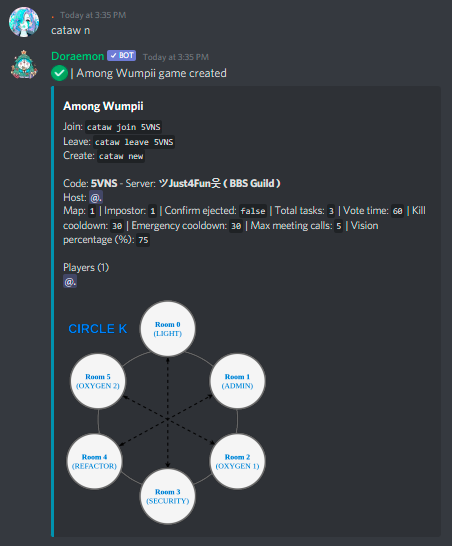 . Today at 3:35 PM
cataw n
Doraemon ✓ BOT Today at 3:35 PM
| Among Wumpii game created
Among Wumpii
Join: cataw join 5VNS
Leave: cataw leave 5VNS
Create: cataw new
Code: 5VNS - Server: ツJust4Fun웃 ( BBS Guild )
Host: @.
Map: 1 | Impostor: 1 | Confirm ejected: false | Total tasks: 3 | Vote time: 60 | Kill
cooldown: 30 | Emergency cooldown: 30 | Max meeting calls: 5 | Vision
percentage (%): 75
Players (1)
@.
CIRCLE K
Room 0
(LIGHT)
Room 5
(OXYGEN 2)
Room 1
(ADMIN)
Room 4
(REFACTOR)
Room 2
(OXYGEN 1)
Room 3
(SECURITY)